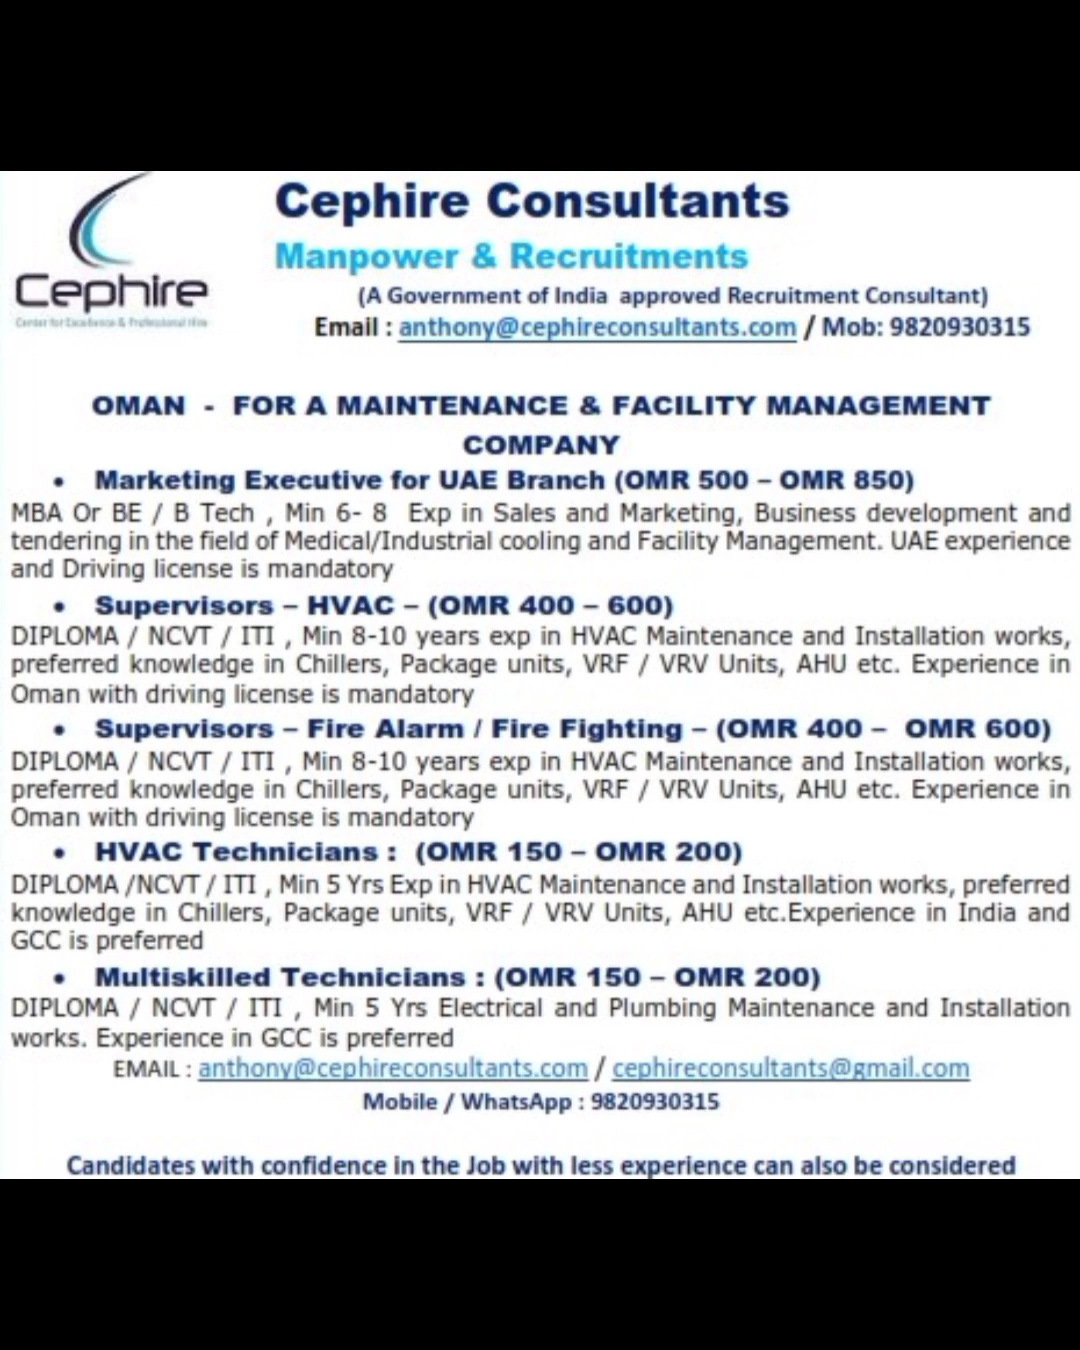 Cephire Consultants
Manpower & Recruitments
Cephire
Center for Excellence & Professional Hire
(A Government of India approved Recruitment Consultant)
Email : anthony@cephireconsultants.com / Mob: 9820930315
OMAN - FOR A MAINTENANCE & FACILITY MANAGEMENT
COMPANY
• Marketing Executive for UAE Branch (OMR 500 – OMR 850)
MBA Or BE / B Tech , Min 6- 8 Exp in Sales and Marketing, Business development and
tendering in the field of Medical/Industrial cooling and Facility Management. UAE experience
and Driving license is mandatory
• Supervisors – HVAC – (OMR 400 – 600)
DIPLOMA / NCVT / ITI , Min 8-10 years exp in HVAC Maintenance and Installation works,
preferred knowledge in Chillers, Package units, VRF / VRV Units, AHU etc. Experience in
Oman with driving license is mandatory
• Supervisors – Fire Alarm / Fire Fighting – (OMR 400 – OMR 600)
DIPLOMA / NCVT / ITI , Min 8-10 years exp in HVAC Maintenance and Installation works,
preferred knowledge in Chillers, Package units, VRF / VRV Units, AHU etc. Experience in
Oman with driving license is mandatory
• HVAC Technicians : (OMR 150 – OMR 200)
DIPLOMA /NCVT / ITI , Min 5 Yrs Exp in HVAC Maintenance and Installation works, preferred
knowledge in Chillers, Package units, VRF / VRV Units, AHU etc.Experience in India and
GCC is preferred
• Multiskilled Technicians : (OMR 150 – OMR 200)
DIPLOMA / NCVT / ITI , Min 5 Yrs Electrical and Plumbing Maintenance and Installation
works. Experience in GCC is preferred
EMAIL : anthony@cephireconsultants.com / cephireconsultants@gmail.com
Mobile / WhatsApp : 9820930315
Candidates with confidence in the Job with less experience can also be considered